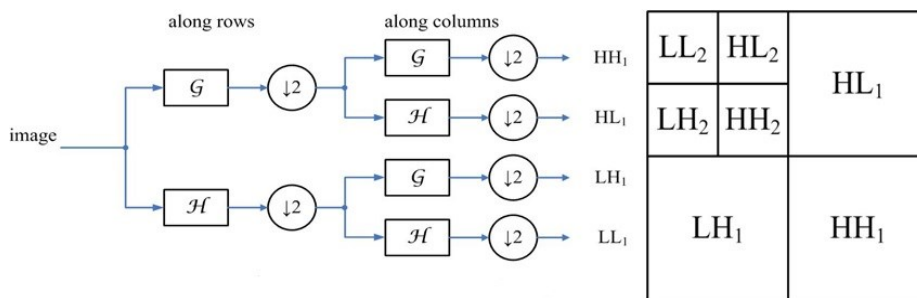 along rows
along columns
image
G
↓2
G
↓2
HH₁
H
↓2
HL₁
H
↓2
G
↓2
LH₁
H
↓2
LL₁
LL₂ HL₂
HL₁
LH₂ HH₂
LH₁ HH₁